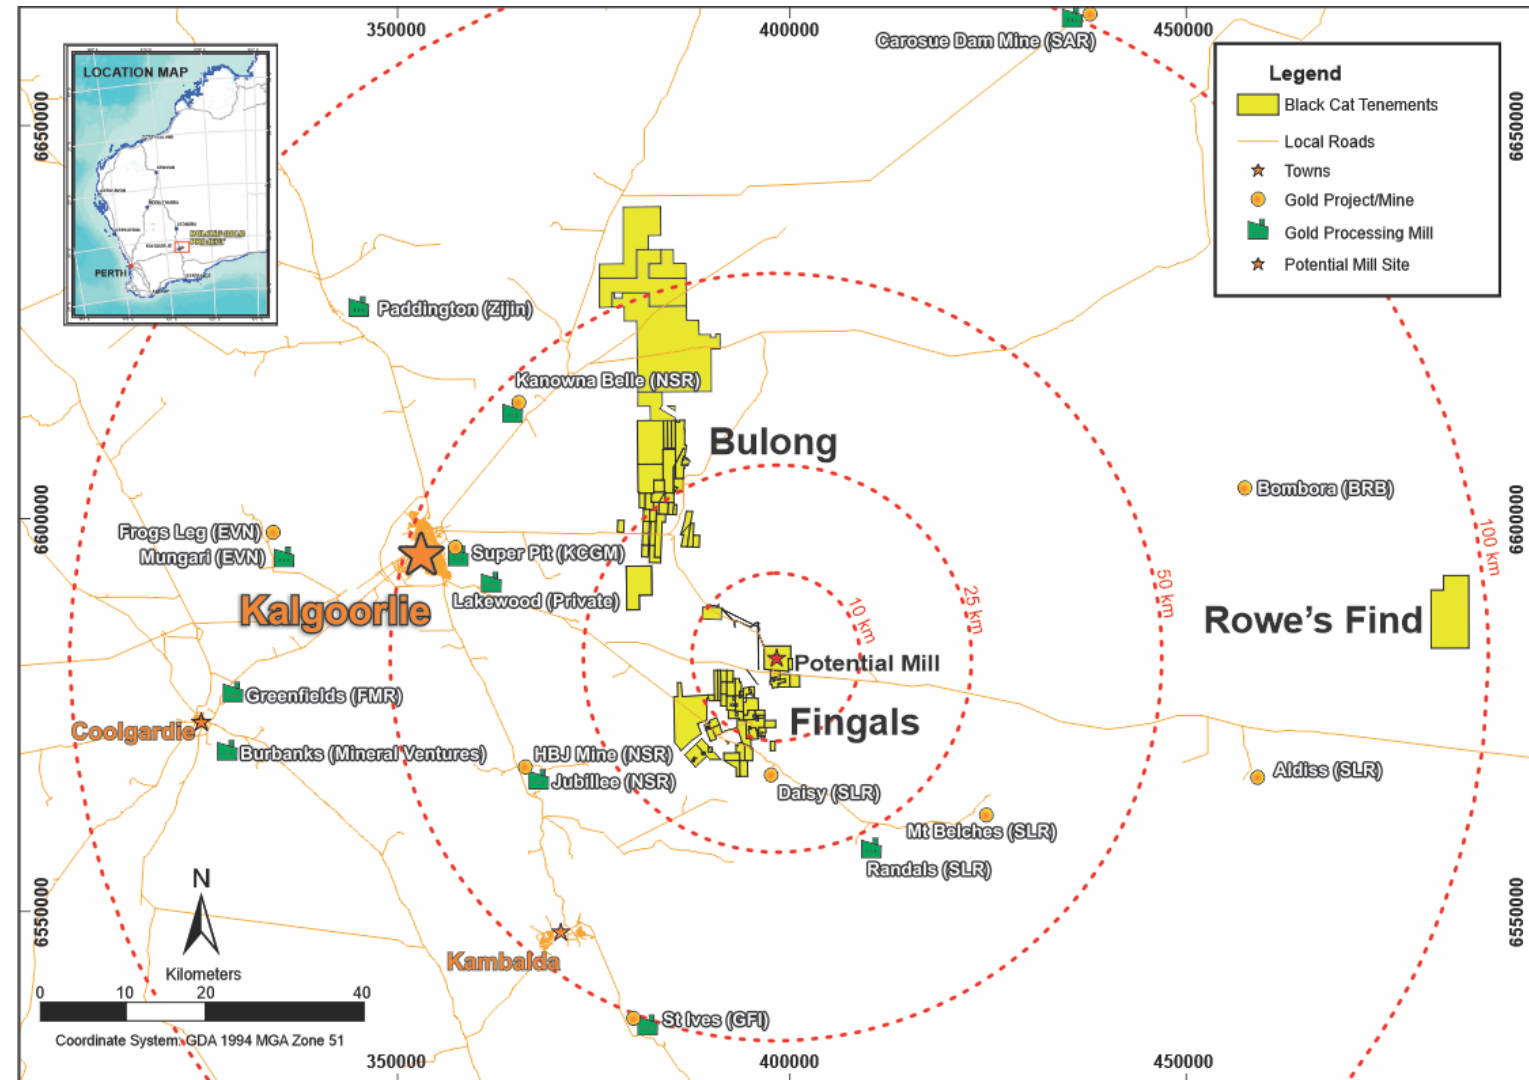 350000
400000
450000
Carosue Dam Mine (SAR)
LOCATION MAP
BULONG GOLD
PROJECT
PERTH
Legend
Black Cat Tenements
Local Roads
Towns
Gold Project/Mine
Gold Processing Mill
Potential Mill Site
6650000
6650000
Paddington (Zijin)
Kanowna Belle (NSR)
Bulong
Bombora (BRB)
6600000
6600000
Frogs Leg (EVN)
Mungari (EVN)
Super Pit (KCGM)
Lakewood (Private)
Kalgoorlie
10 km
25 km
50 km
100 km
Rowe's Find
Potential Mill
Greenfields (FMR)
Coolgardie
Burbanks (Mineral Ventures)
Fingals
HBJ Mine (NSR)
Jubillee (NSR)
Daisy (SLR)
Aldiss (SLR)
Mt Belches (SLR)
Randals (SLR)
6550000
6550000
N
Kambalda
Kilometers
0 10 20 40
St Ives (GFI)
Coordinate System: GDA 1994 MGA Zone 51
350000
400000
450000